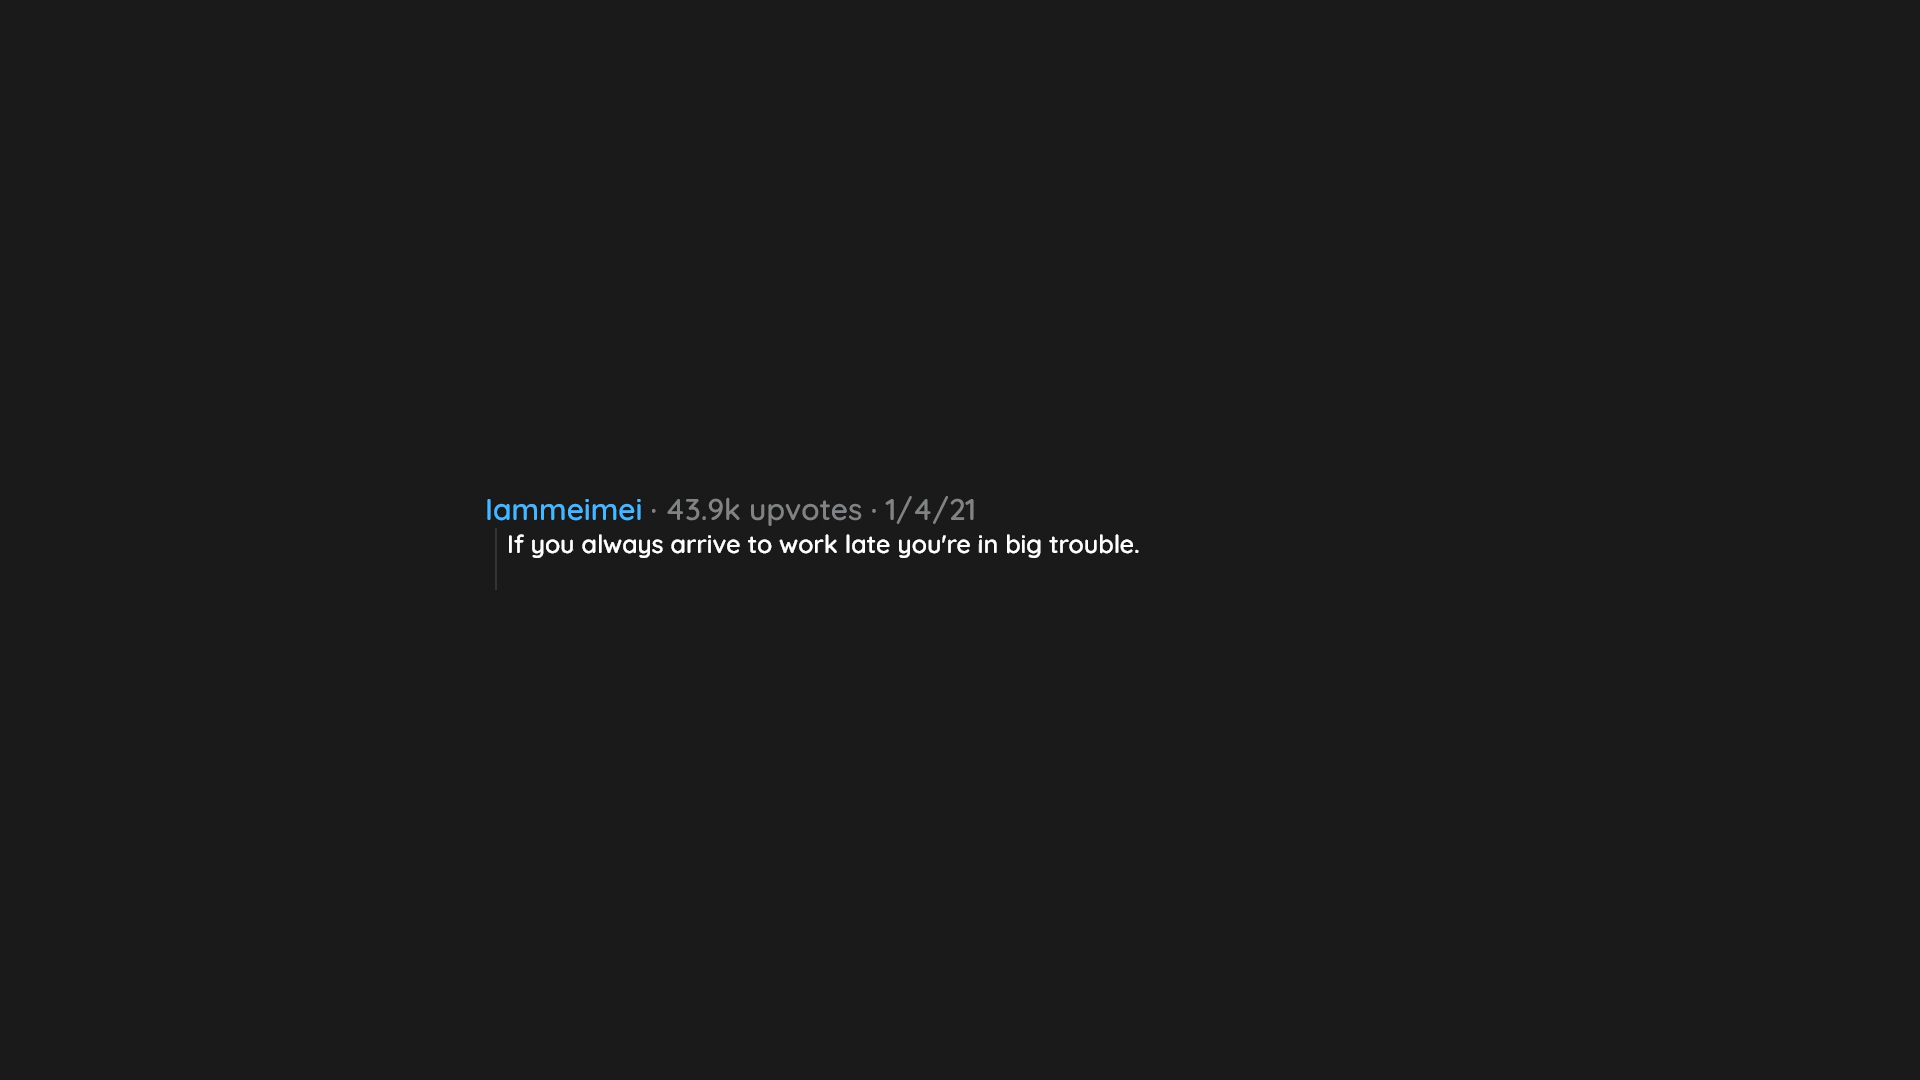 Iammeimei · 43.9k upvotes · 1/4/21
If you always arrive to work late you're in big trouble.